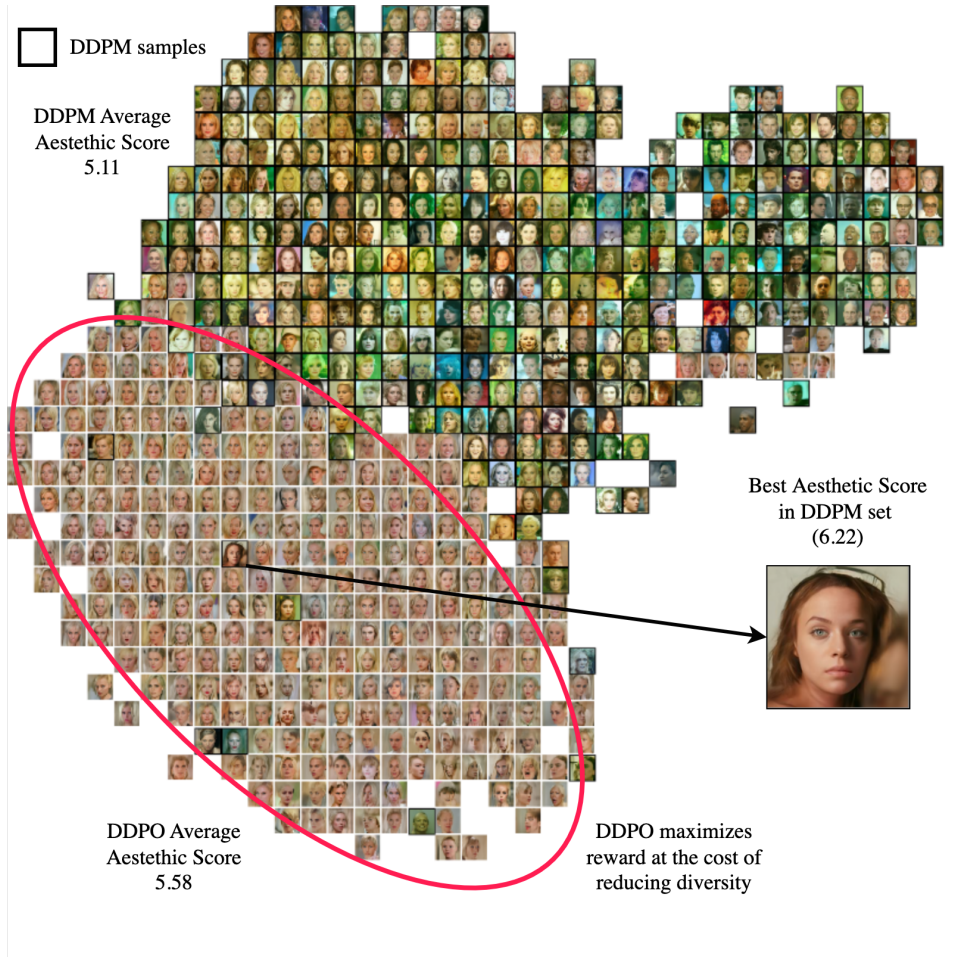 DDPM samples
DDPM Average
Aestethic Score
5.11
Best Aesthetic Score
in DDPM set
(6.22)
DDPO Average
Aestethic Score
5.58
DDPO maximizes
reward at the cost of
reducing diversity